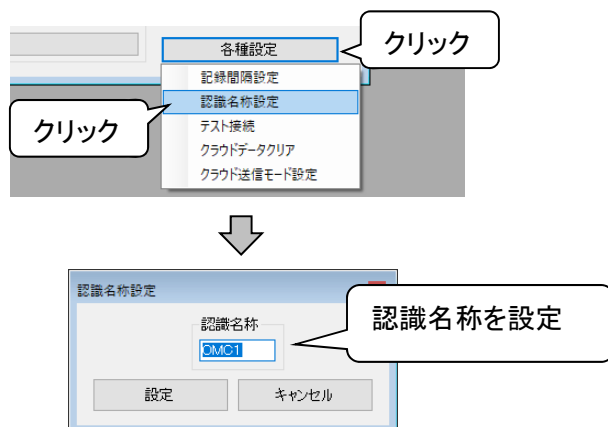 各種設定
クリック
記録間隔設定
認識名称設定
クリック
テスト接続
クラウドデータクリア
クラウド送信モード設定
認識名称設定
認識名称
OMC1
認識名称を設定
設定
キャンセル